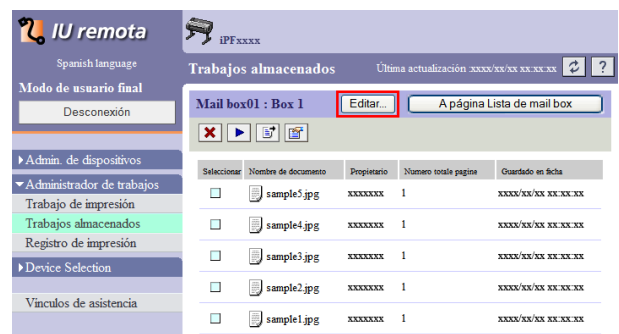 IU remota
Spanish language
Modo de usuario final
Desconexión
Admin. de dispositivos
Administrador de trabajos
Trabajo de impresión
Trabajos almacenados
Registro de impresión
Device Selection
Vínculos de asistencia
iPFxxxx
Trabajos almacenados Última actualización :xxxx/xx/xx xx:xx:xx ?
Mail box01 : Box 1 Editar... A página Lista de mail box
Seleccionar Nombre de documento Propietario Numero totale pagine Guardado en fecha
sample5.jpg xxxxxxx 1 xxxx/xx/xx xx:xx:xx
sample4.jpg xxxxxxx 1 xxxx/xx/xx xx:xx:xx
sample3.jpg xxxxxxx 1 xxxx/xx/xx xx:xx:xx
sample2.jpg xxxxxxx 1 xxxx/xx/xx xx:xx:xx
sample1.jpg xxxxxxx 1 xxxx/xx/xx xx:xx:xx